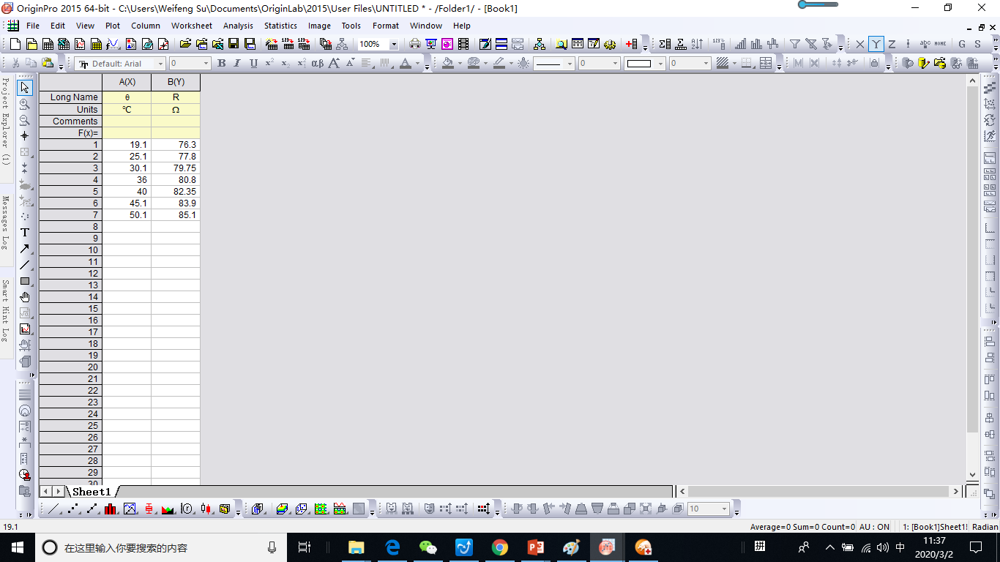 OriginPro 2015 64-bit - C:\Users\Weifeng Su\Documents\OriginLab\2015\User Files\UNTITLED * - /Folder1/ - [Book1]
File Edit View Plot Column Worksheet Analysis Statistics Image Tools Format Window Help
100%
Default: Arial 0 B I U αβ A A 0 0
Project Explorer (1)
Messages Log
Smart Hint Log
A(X) B(Y)
Long Name θ R
Units ℃ Ω
Comments
F(x)=
1 19.1 76.3
2 25.1 77.8
3 30.1 79.75
4 36 80.8
5 40 82.35
6 45.1 83.9
7 50.1 85.1
8
9
10
11
12
13
14
15
16
17
18
19
20
21
22
23
24
25
26
27
28
29
30
Sheet1
10
19.1 Average=0 Sum=0 Count=0 AU : ON 1: [Book1]Sheet1! Radian
在这里输入你要搜索的内容
中
11:37
2020/3/2